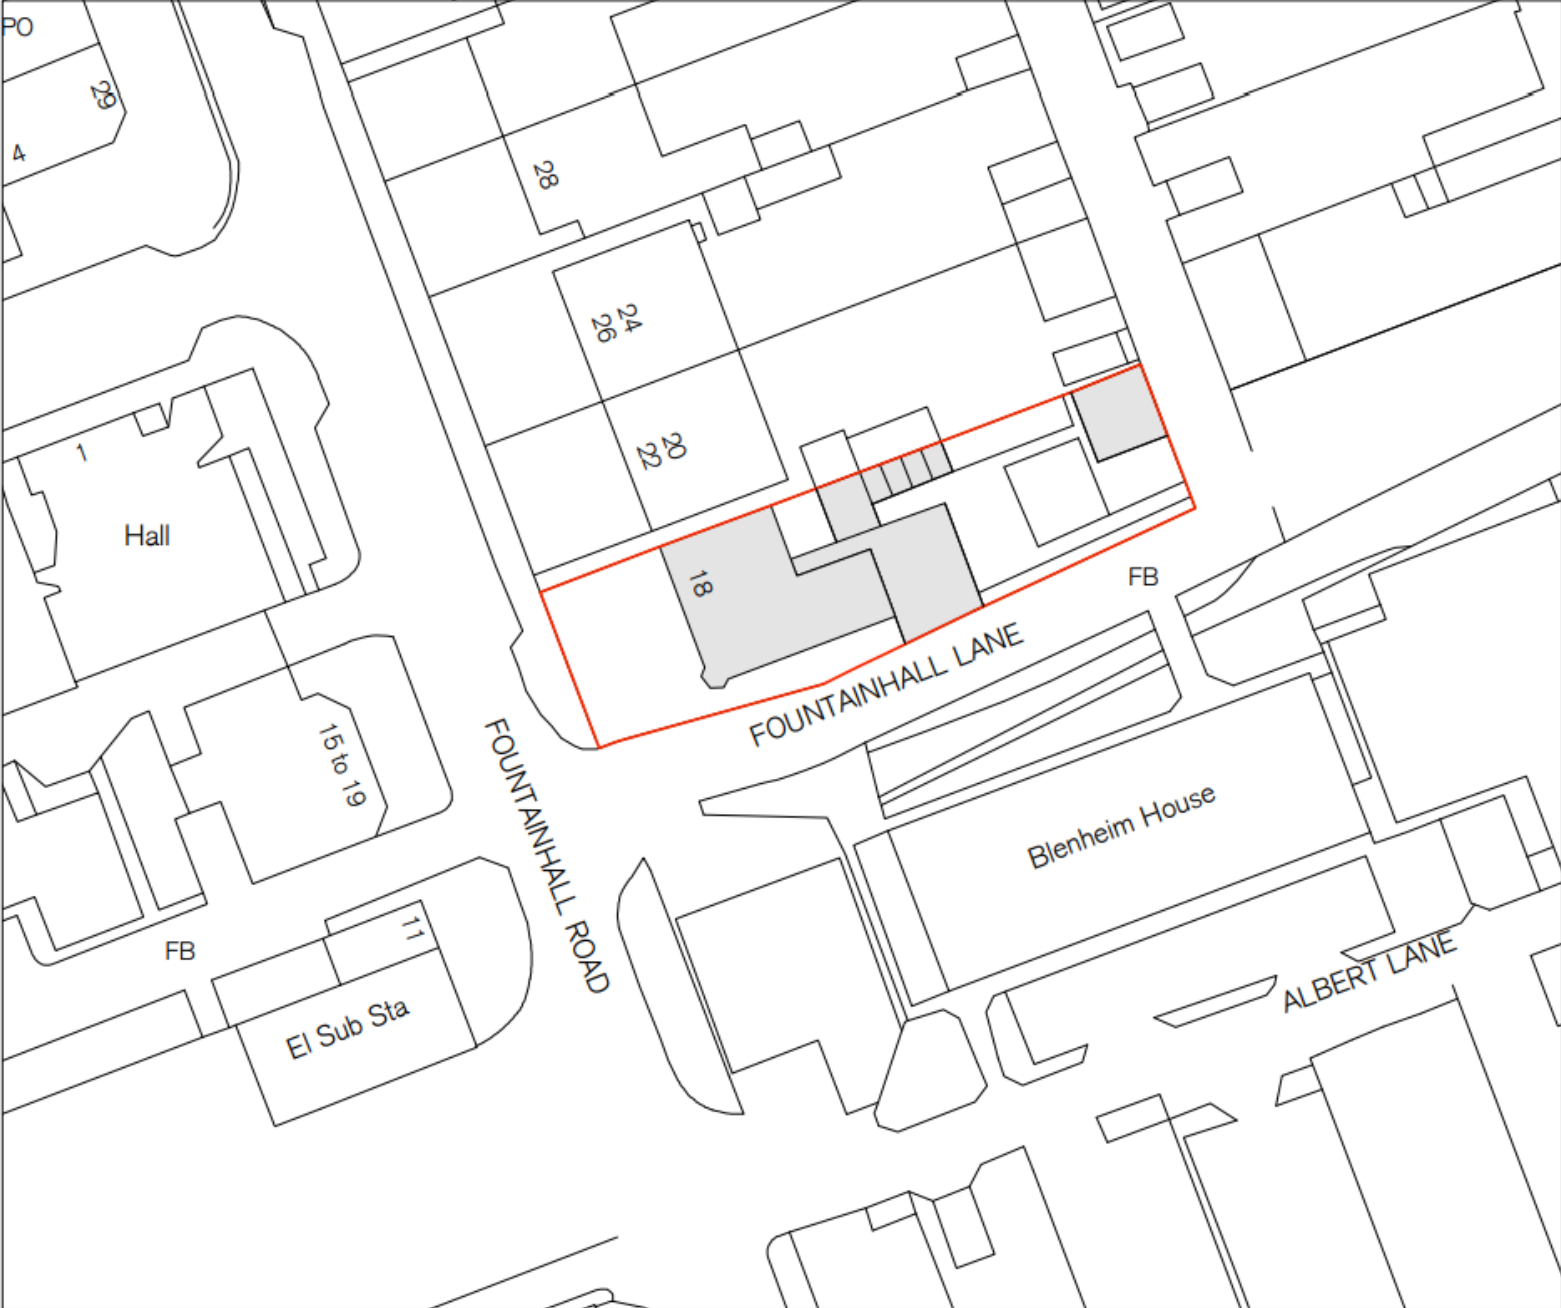 PO
29
4
28
24
26
20
22
1
Hall
18
FB
FOUNTAINHALL LANE
15 to 19
FOUNTAINHALL ROAD
Blenheim House
11
FB
El Sub Sta
ALBERT LANE